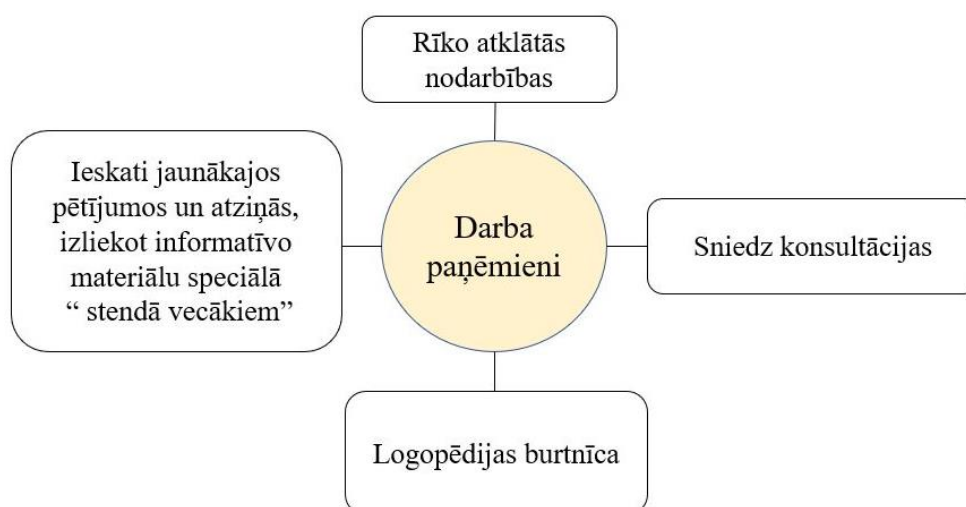 Rīko atklātās
nodarbības
Ieskati jaunākajos
pētījumos un atziņās,
izliekot informatīvo
materiālu speciālā
“ stendā vecākiem”
Darba
paņēmieni
Sniedz konsultācijas
Logopēdijas burtnīca